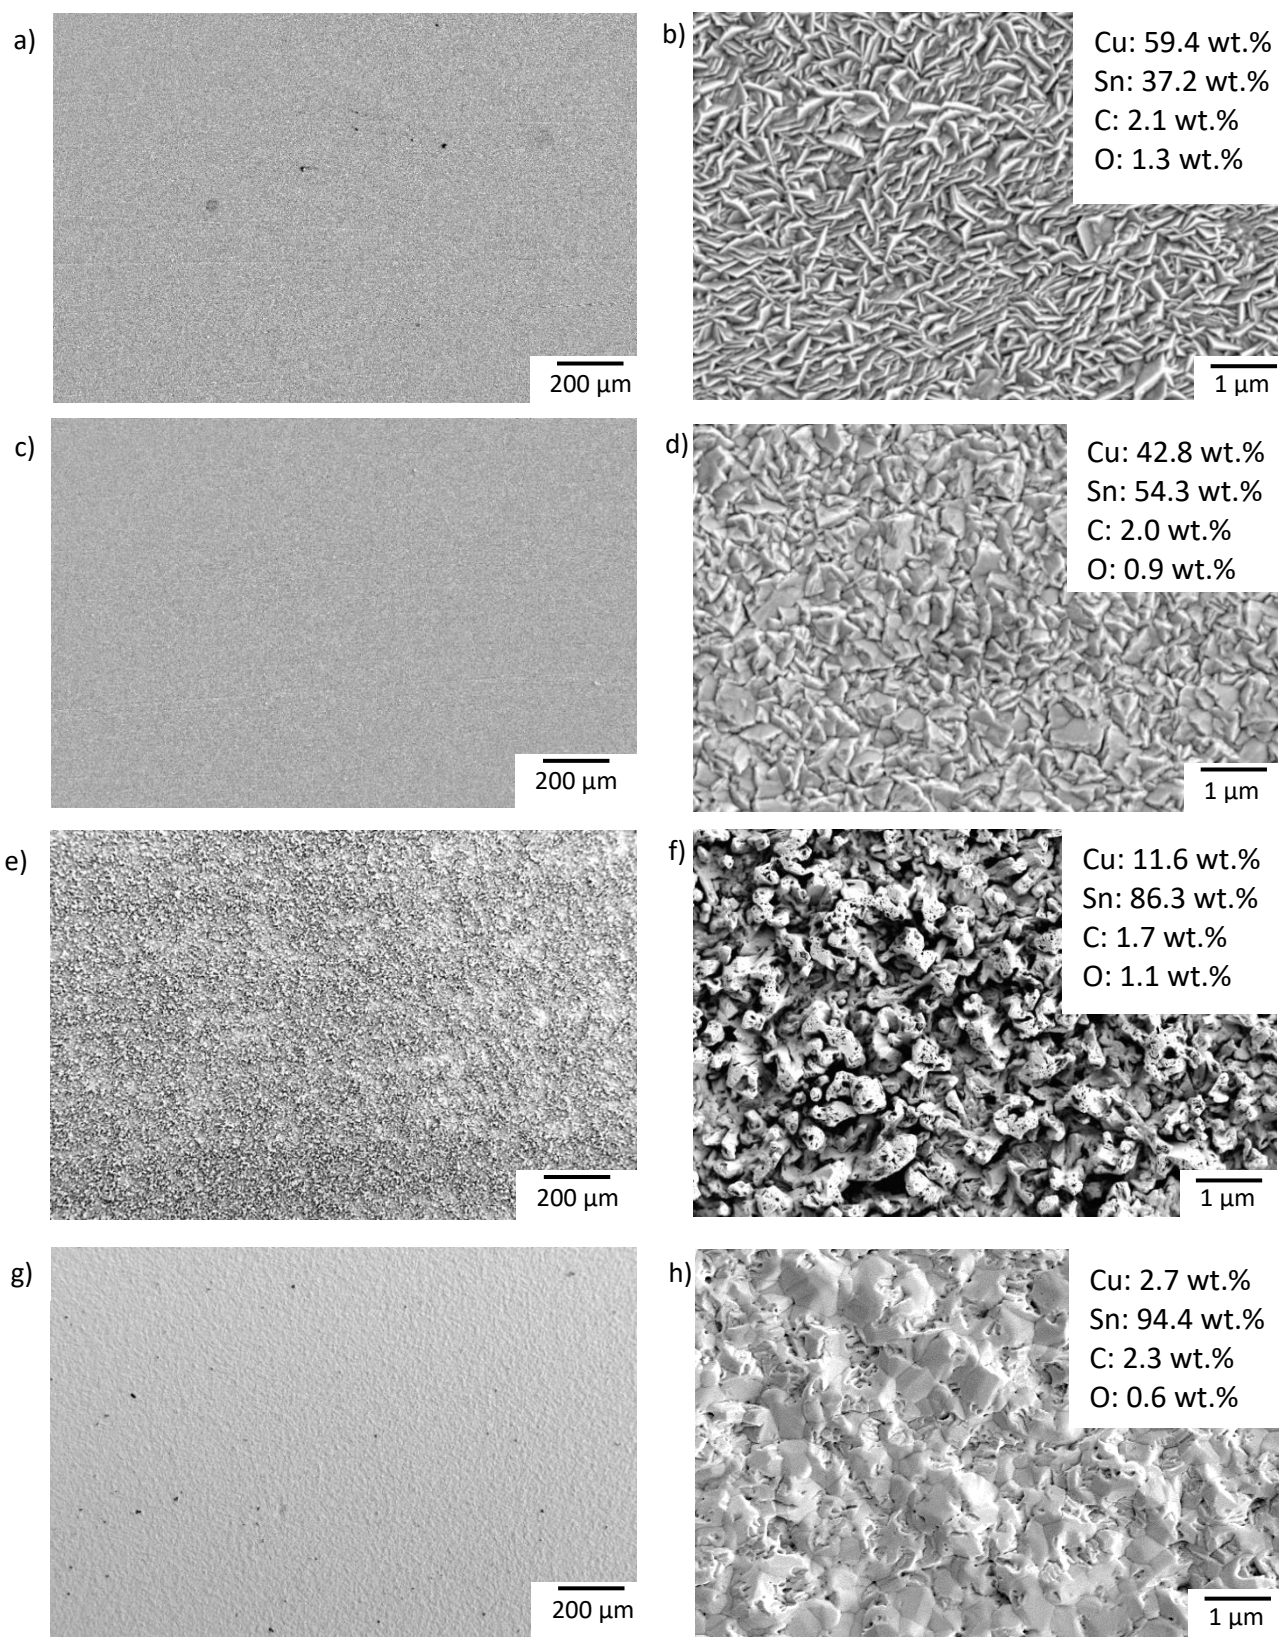 a)
200 µm
b)
Cu: 59.4 wt.%
Sn: 37.2 wt.%
C: 2.1 wt.%
O: 1.3 wt.%
1 µm
c)
200 µm
d)
Cu: 42.8 wt.%
Sn: 54.3 wt.%
C: 2.0 wt.%
O: 0.9 wt.%
1 µm
e)
200 µm
f)
Cu: 11.6 wt.%
Sn: 86.3 wt.%
C: 1.7 wt.%
O: 1.1 wt.%
1 µm
g)
200 µm
h)
Cu: 2.7 wt.%
Sn: 94.4 wt.%
C: 2.3 wt.%
O: 0.6 wt.%
1 µm